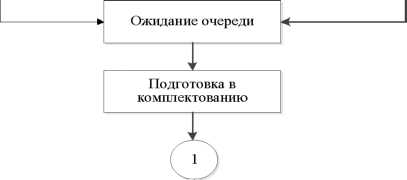 Ожидание очереди
Подготовка в
комплектованию
1